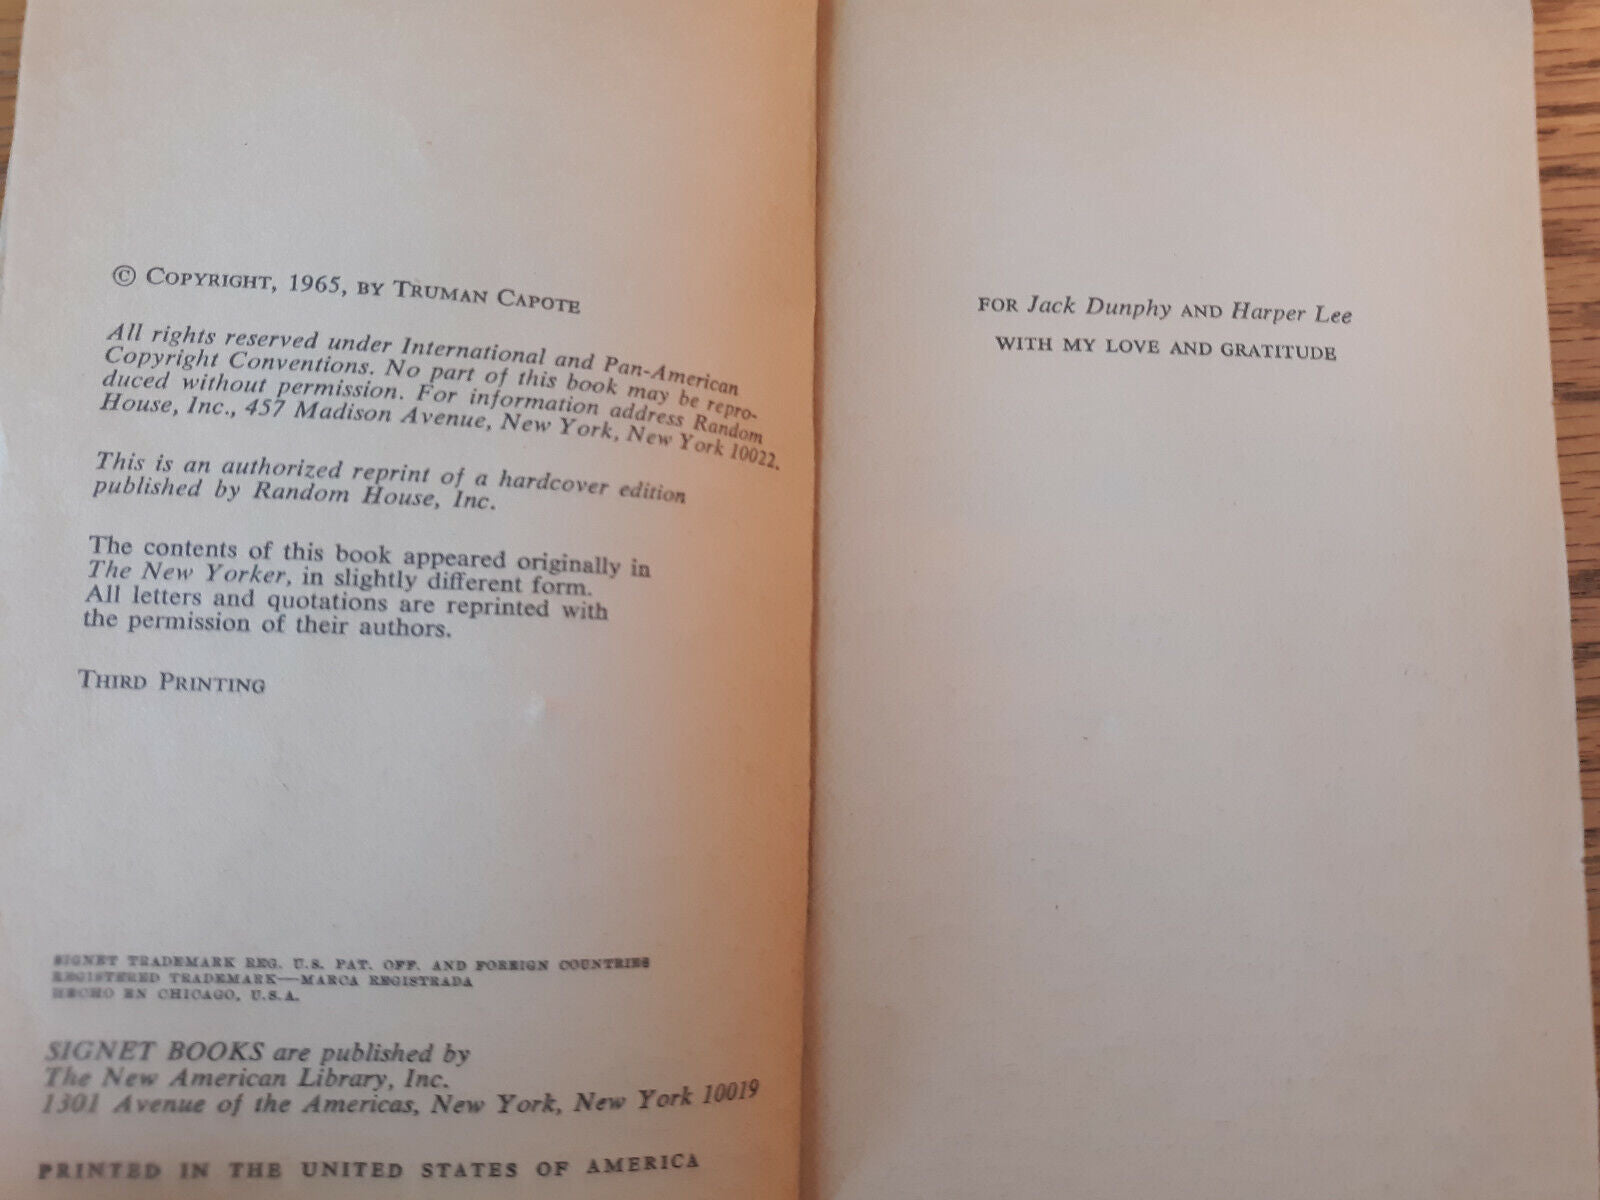 © COPYRIGHT, 1965, BY TRUMAN CAPOTE
All rights reserved under International and Pan-American
Copyright Conventions. No part of this book may be repro-
duced without permission. For information address Random
House, Inc., 457 Madison Avenue, New York, New York 10022.
This is an authorized reprint of a hardcover edition
published by Random House, Inc.
The contents of this book appeared originally in
The New Yorker, in slightly different form.
All letters and quotations are reprinted with
the permission of their authors.
THIRD PRINTING
SIGNET TRADEMARK REG. U.S. PAT. OFF. AND FOREIGN COUNTRIES
REGISTERED TRADEMARK—MARCA REGISTRADA
HECHO EN CHICAGO, U.S.A.
SIGNET BOOKS are published by
The New American Library, Inc.
1301 Avenue of the Americas, New York, New York 10019
PRINTED IN THE UNITED STATES OF AMERICA
FOR Jack Dunphy AND Harper Lee
WITH MY LOVE AND GRATITUDE